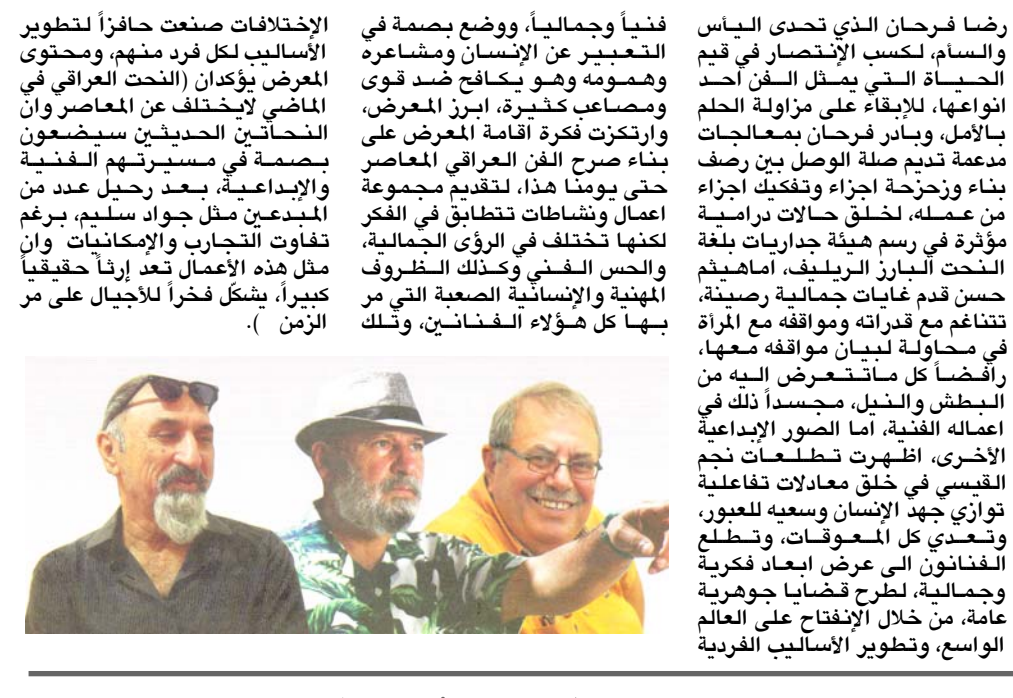 رضا فرحان الذي تحدى اليأس
والسأم، لكسب الإنتصار في قيم
الحياة التي يمثل الفن احد
انواعها، للإبقاء على مزاولة الحلم
بالأمل، وبادر فرحان بمعالجات
مدعمة تديم صلة الوصل بين رصف
بناء وزحزحة اجزاء وتفكيك اجزاء
من عمله، لخلق حالات درامية
مؤثرة في رسم هيئة جداريات بلغة
النحت البارز الريليف، اماهيثم
حسن قدم غايات جمالية رصينة،
تتناغم مع قدراته ومواقفه مع المرأة
في محاولة لبيان مواقفه معها،
رافضاً كل ماتتعرض اليه من
البطش والنيل، مجسداً ذلك في
اعماله الفنية، اما الصور الإبداعية
الأخرى، اظهرت تطلعات نجم
القيسي في خلق معادلات تفاعلية
توازي جهد الإنسان وسعيه للعبور،
وتعدي كل المعوقات، وتطلع
الفنانون الى عرض ابعاد فكرية
وجمالية، لطرح قضايا جوهرية
عامة، من خلال الإنفتاح على العالم
الواسع، وتطوير الأساليب الفردية
فنياً وجمالياً، ووضع بصمة في
التعبير عن الإنسان ومشاعره
وهمومه وهو يكافح ضد قوى
ومصاعب كثيرة، ابرز المعرض،
وارتكزت فكرة اقامة المعرض على
بناء صرح الفن العراقي المعاصر
حتى يومنا هذا، لتقديم مجموعة
اعمال ونشاطات تتطابق في الفكر
لكنها تختلف في الرؤى الجمالية،
والحس الفني وكذلك الظروف
المهنية والإنسانية الصعبة التي مر
بها كل هؤلاء الفنانين، وتلك
الإختلافات صنعت حافزاً لتطوير
الأساليب لكل فرد منهم، ومحتوى
المعرض يؤكدان (النحت العراقي في
الماضي لايختلف عن المعاصر وان
النحاتين الحديثين سيضعون
بصمة في مسيرتهم الفنية
والإبداعية، بعد رحيل عدد من
المبدعين مثل جواد سليم، برغم
تفاوت التجارب والإمكانيات وان
مثل هذه الأعمال تعد إرثاً حقيقياً
كبيراً، يشكّل فخراً للأجيال على مر
الزمن ).